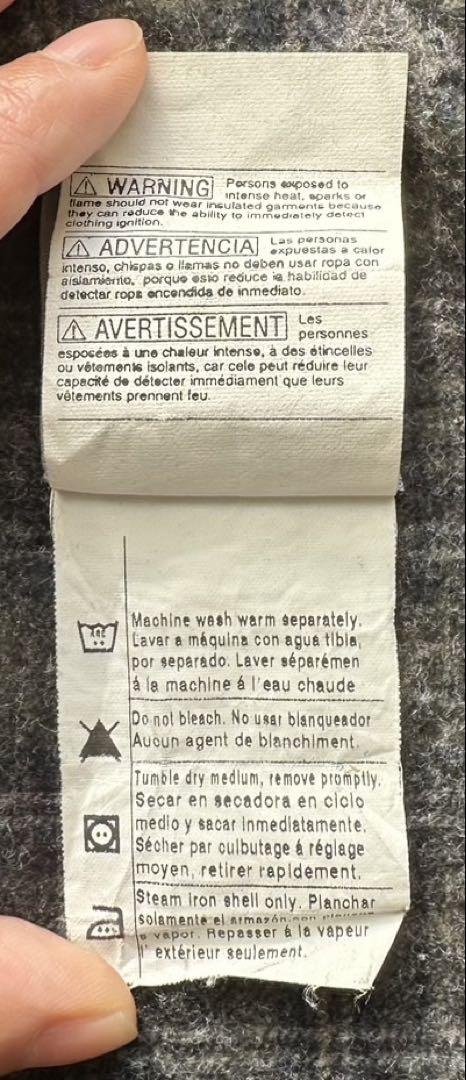 ⚠ WARNING Persons exposed to
intense heat, sparks or
flame should not wear insulated garments because
they can reduce the ability to immediately detect
clothing ignition.
⚠ ADVERTENCIA Las personas
expuestas a calor
intenso, chispas o llamas no deben usar ropa con
aislamiento, porque esto reduce la habilidad de
detectar ropa encendida de inmediato.
⚠ AVERTISSEMENT Les
personnes
esposées à une chaleur intense, à des étincelles
ou vêtements isolants, car cele peut réduire leur
capacité de détecter immédiament que leurs
vêtements prennent feu.
Machine wash warm separately.
Lavar a máquina con agua tibia,
por separado. Laver séparémen
á la machine á l'eau chaude
Do not bleach. No usar blanqueador
Aucun agent de blanchiment.
Tumble dry medium, remove promptly.
Secar en secadora en ciclo
medio y sacar inmediatamente.
Sécher par culbutage á réglage
moyen, retirer rapidement.
Steam iron shell only. Planchar
solamente el armazón con
vapor. Repasser à la vapeur
l' extérieur seulement.